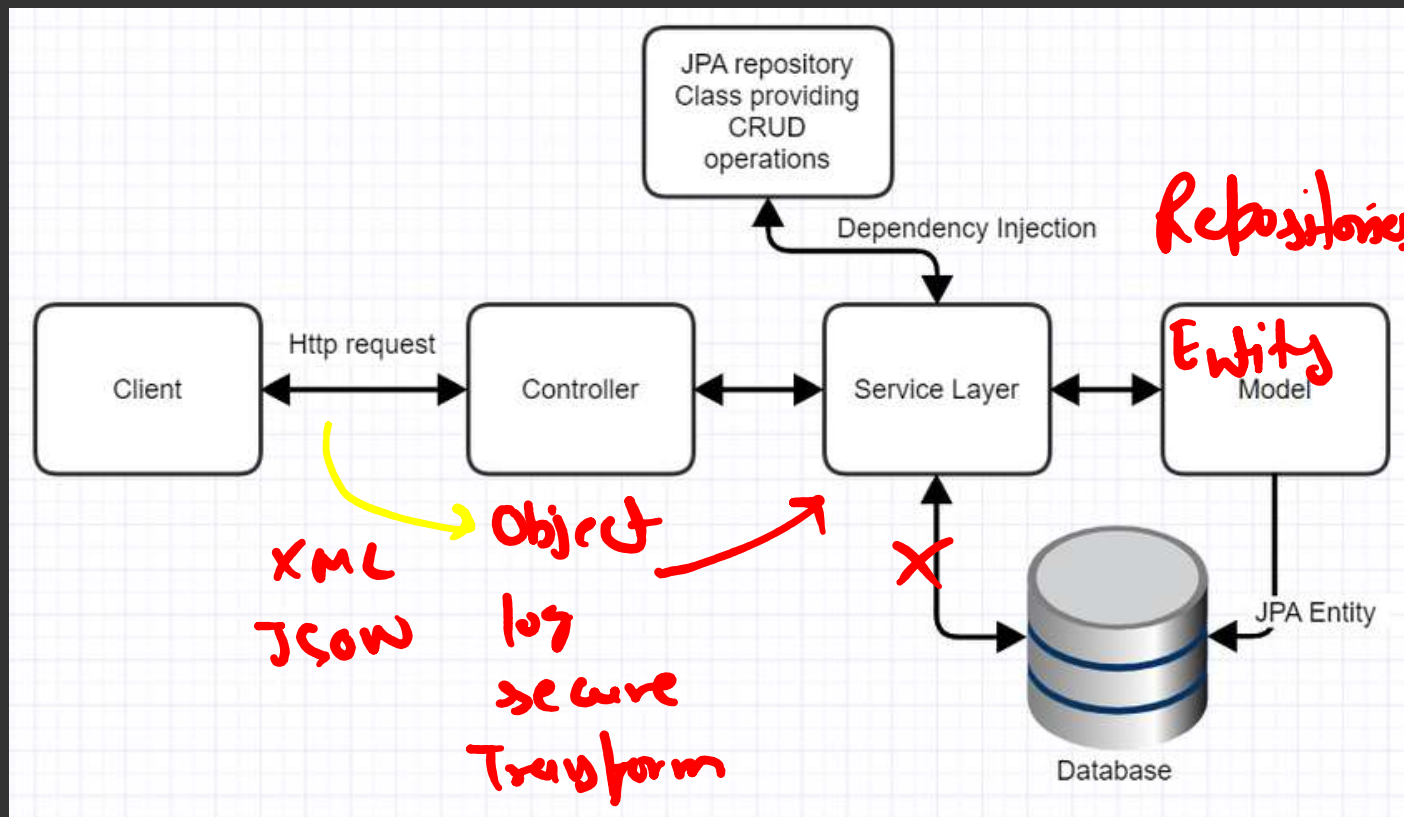 JPA repository
Class providing
CRUD
operations
Dependency Injection
Repositories
Client
Http request
Controller
Service Layer
Entity
Model
XML
JSON
Object
log
secure
Transform
X
JPA Entity
Database